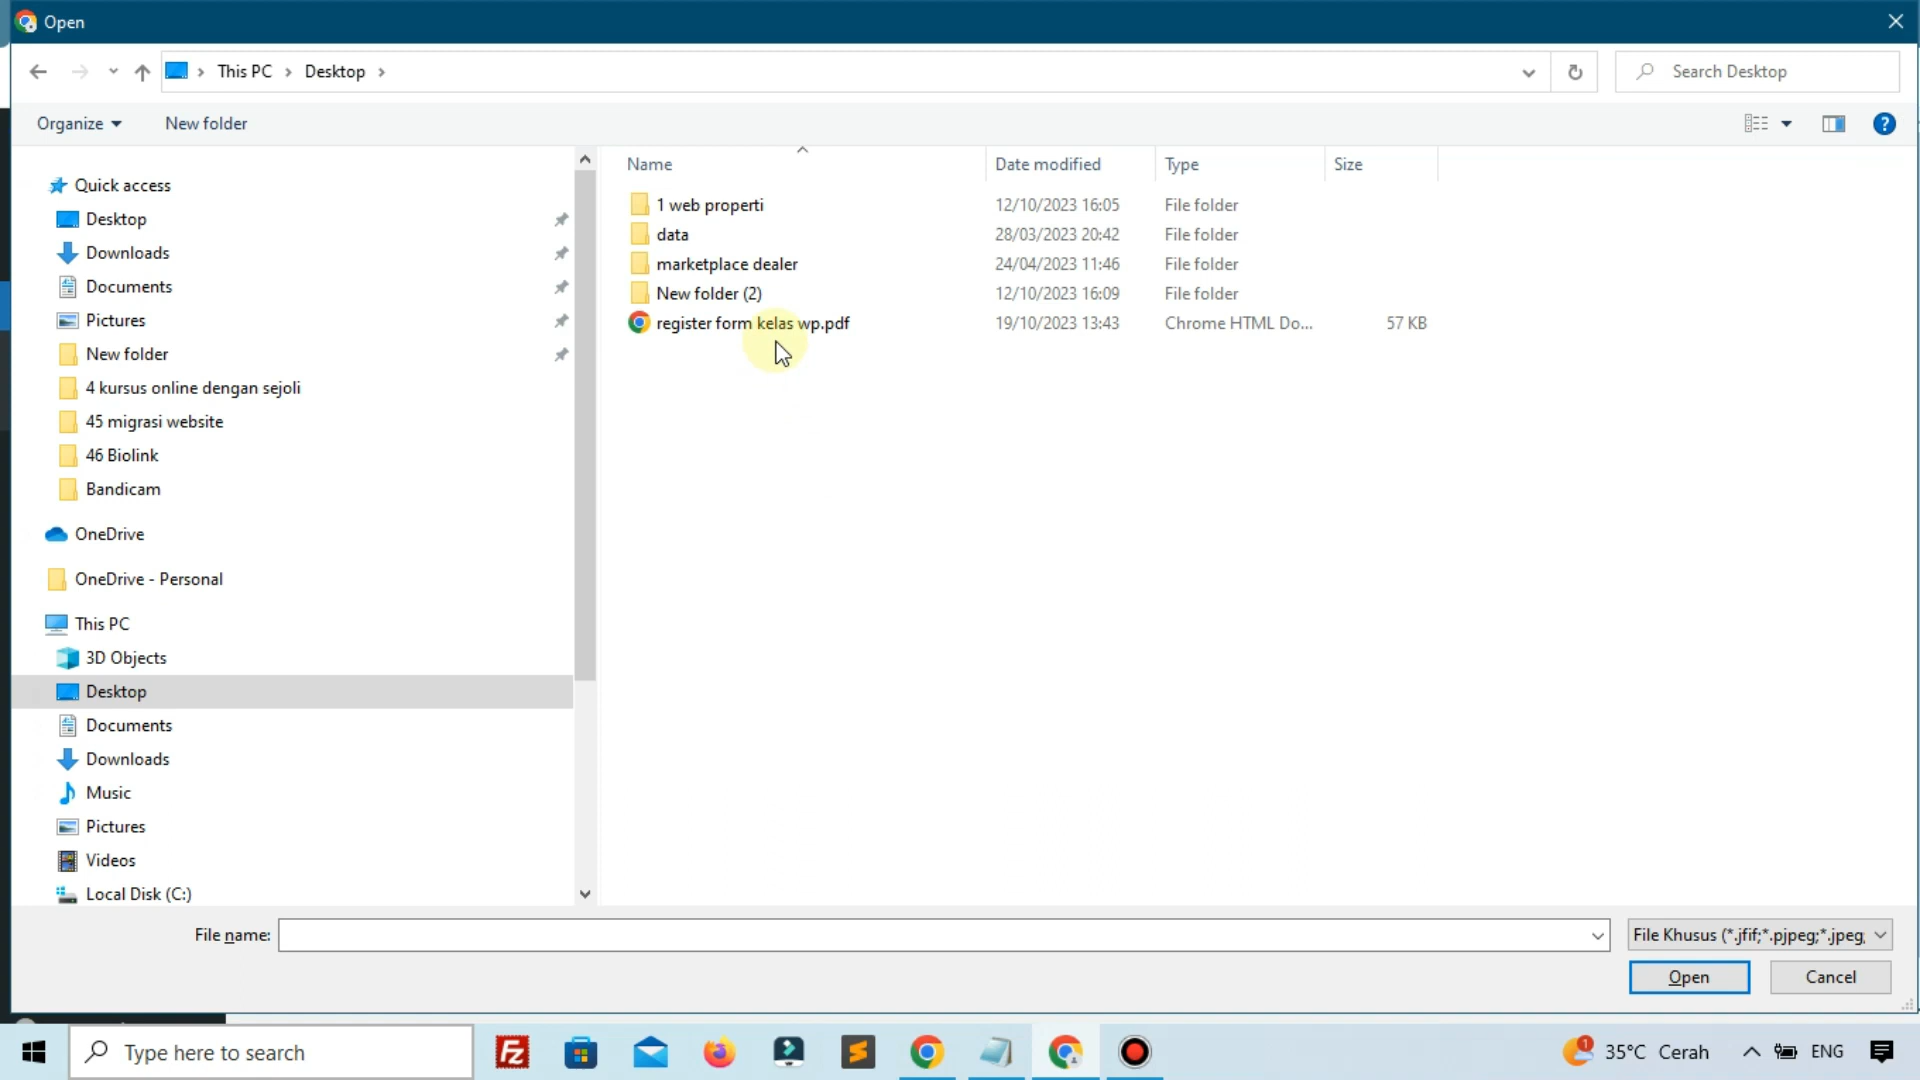 Open
This PC > Desktop >
Search Desktop
Organize
New folder
?
Name
Date modified
Type
Size
Quick access
Desktop
Downloads
Documents
Pictures
New folder
4 kursus online dengan sejoli
45 migrasi website
46 Biolink
Bandicam
OneDrive
OneDrive - Personal
This PC
3D Objects
Desktop
Documents
Downloads
Music
Pictures
Videos
Local Disk (C:)
1 web properti 12/10/2023 16:05 File folder
data 28/03/2023 20:42 File folder
marketplace dealer 24/04/2023 11:46 File folder
New folder (2) 12/10/2023 16:09 File folder
register form kelas wp.pdf 19/10/2023 13:43 Chrome HTML Do... 57 KB
File name:
File Khusus (*.jfif;*.pjpeg;*.jpeg;
Open
Cancel
Type here to search
Fz
1
35°C Cerah
ENG